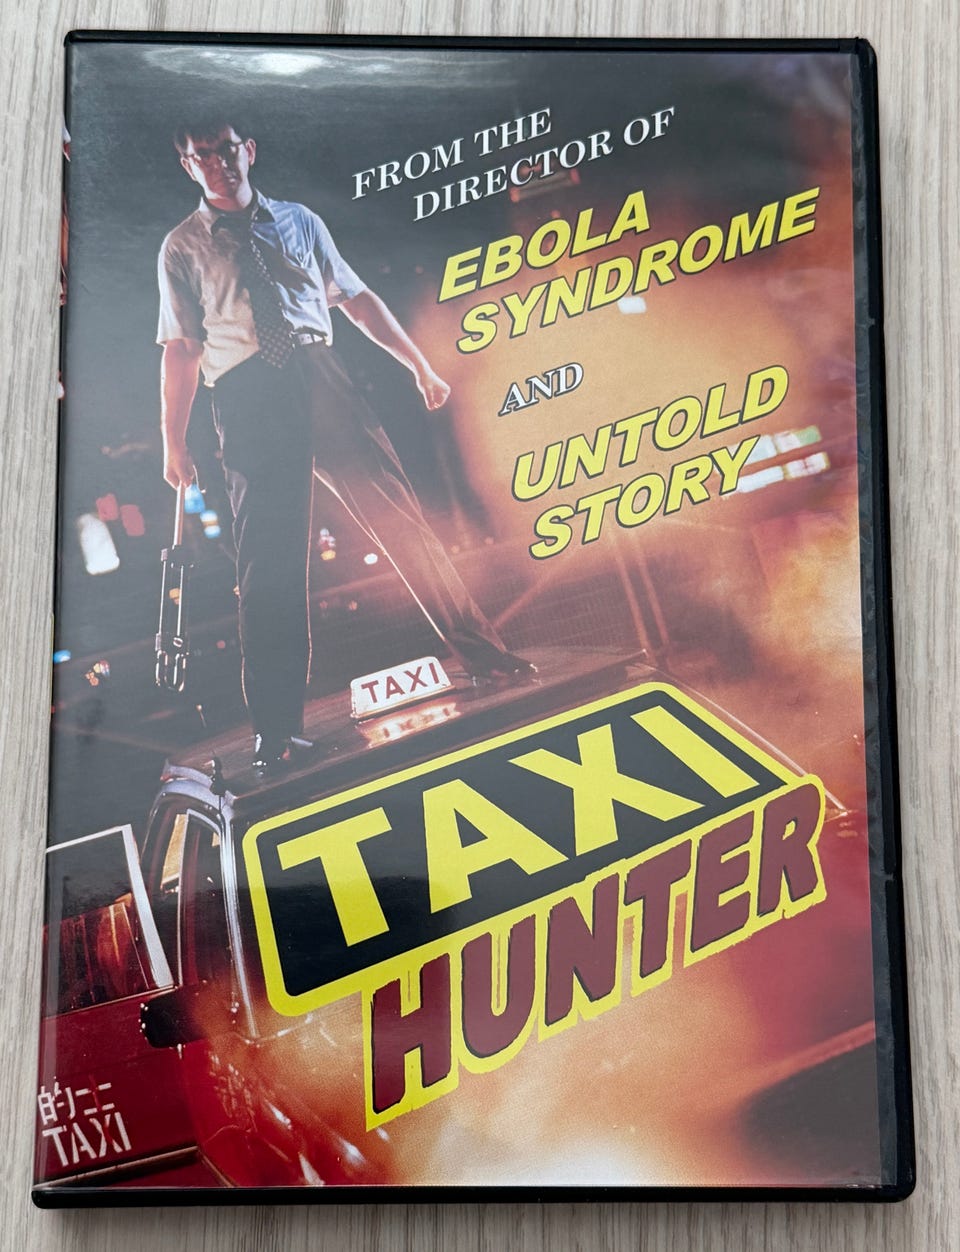 FROM THE
DIRECTOR OF
EBOLA
SYNDROME
AND
UNTOLD
STORY
TAXI
TAXI
HUNTER
的士
TAXI